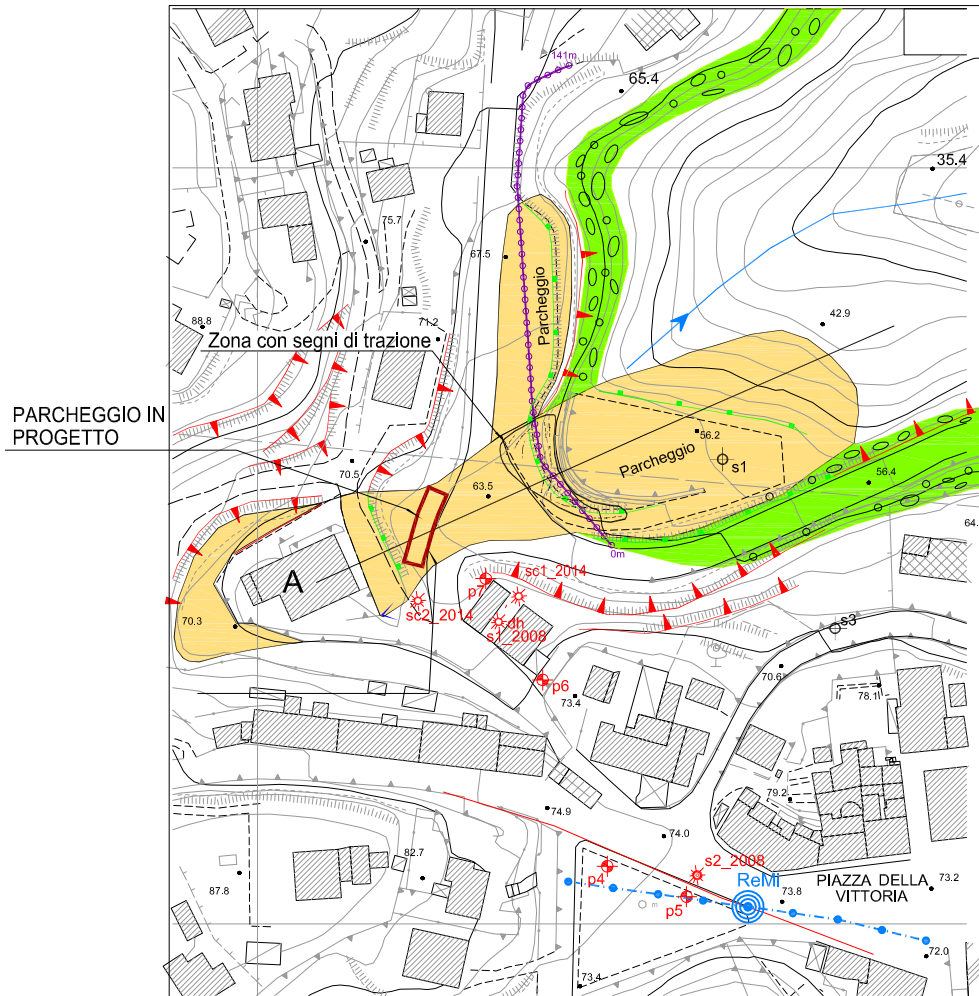 141m
65.4
35.4
75.7
67.5
Parcheggio
88.8
71.2
42.9
Zona con segni di trazione
PARCHEGGIO IN
PROGETTO
56.2
Parcheggio
s1
70.5
63.5
56.4
64.
0m
A
p7
sc1_2014
sc2_2014
dh
s1_2008
70.3
s3
p6
73.4
70.6
78.1
79.2
74.9
74.0
82.7
87.8
p4
s2_2008
ReMi
p5
73.8
PIAZZA DELLA
VITTORIA
73.2
m
72.0
73.4